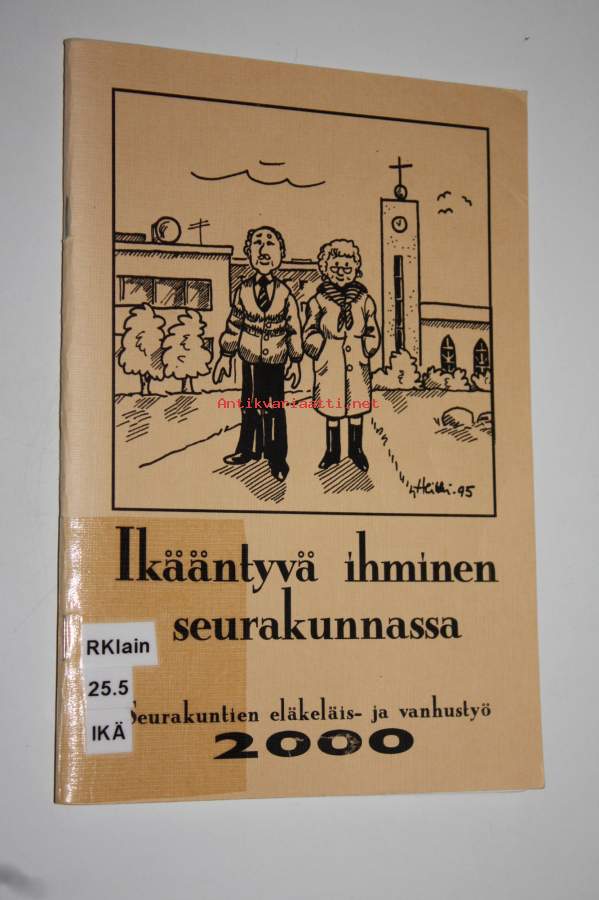 Antikvariaatti.net
Heikki -95
Ikääntyvä ihminen
seurakunnassa
RKlain
25.5
IKÄ
Seurakuntien eläkeläis- ja vanhustyö
2000